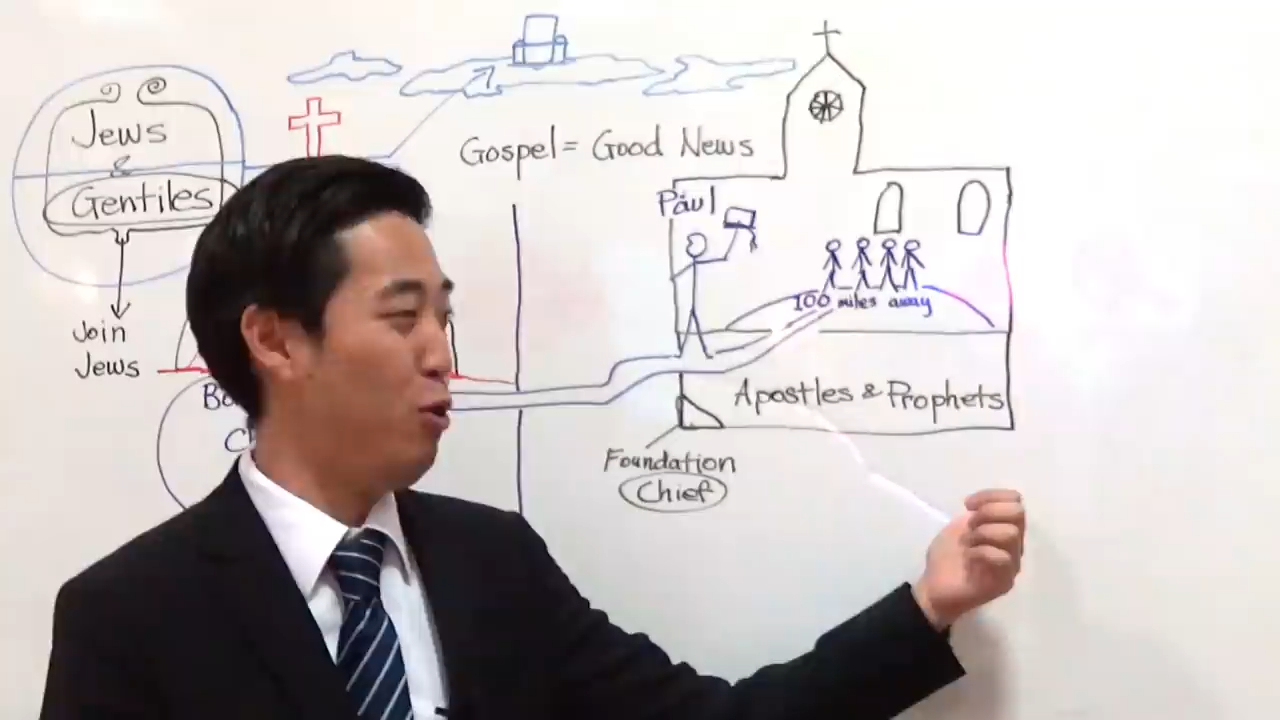 Jews
&
Gentiles
Join
Jews
Gospel = Good News
Paul
100 miles away
Apostles & Prophets
Foundation
Chief